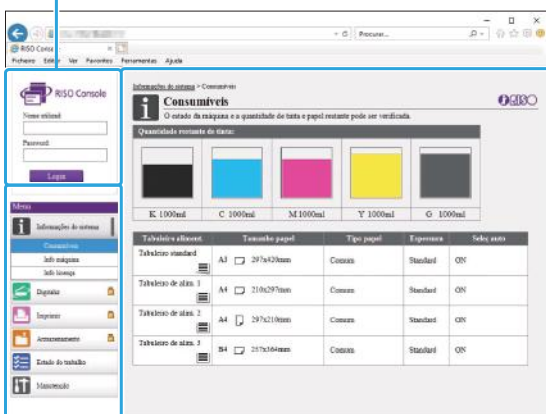 Procurar...
RISO Conso
Ficheiro Editar Ver Favoritos Ferramentas Ajuda
RISO Console
Nome utilizad.
Password
Login
Menu
Informações do sistema
Consumíveis
Info máquina
Info licença
Digitaliz
Imprimir
Armazenamento
Estado do trabalho
Manutenção
Informações do sistema > Consumíveis
Consumíveis
RISO
O estado da máquina e a quantidade de tinta e papel restante pode ser verificada.
Quantidade restante de tinta:
K 1000ml C 1000ml M 1000ml Y 1000ml G 1000ml
Tabuleiro aliment. Tamanho papel Tipo papel Espessura Seleç auto
Tabuleiro standard A3 297x420mm Comum Standard ON
Tabuleiro de alim. 1 A4 210x297mm Comum Standard ON
Tabuleiro de alim. 2 A4 297x210mm Comum Standard ON
Tabuleiro de alim. 3 B4 257x364mm Comum Standard ON